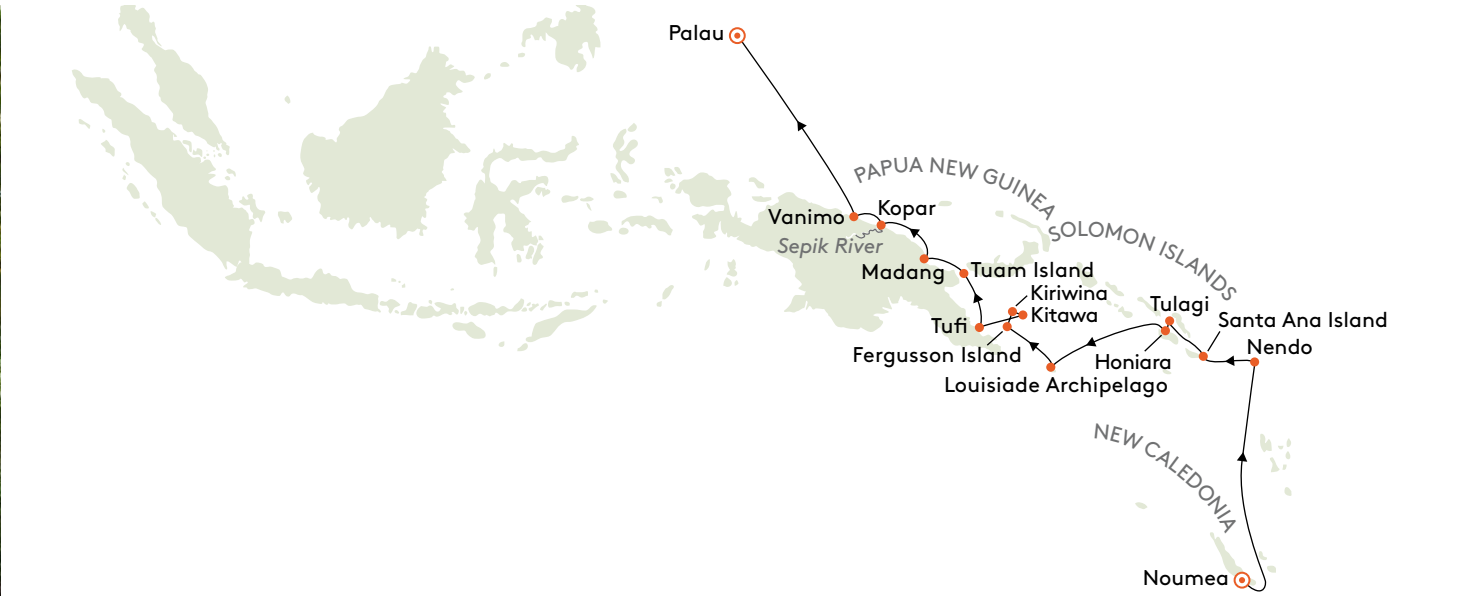 Palau
PAPUA NEW GUINEA
Vanimo
Kopar
Sepik River
SOLOMON ISLANDS
Madang
Tuam Island
Kiriwina
Kitawa
Tufi
Tulagi
Santa Ana Island
Nendo
Fergusson Island
Honiara
Louisiade Archipelago
NEW CALEDONIA
Noumea